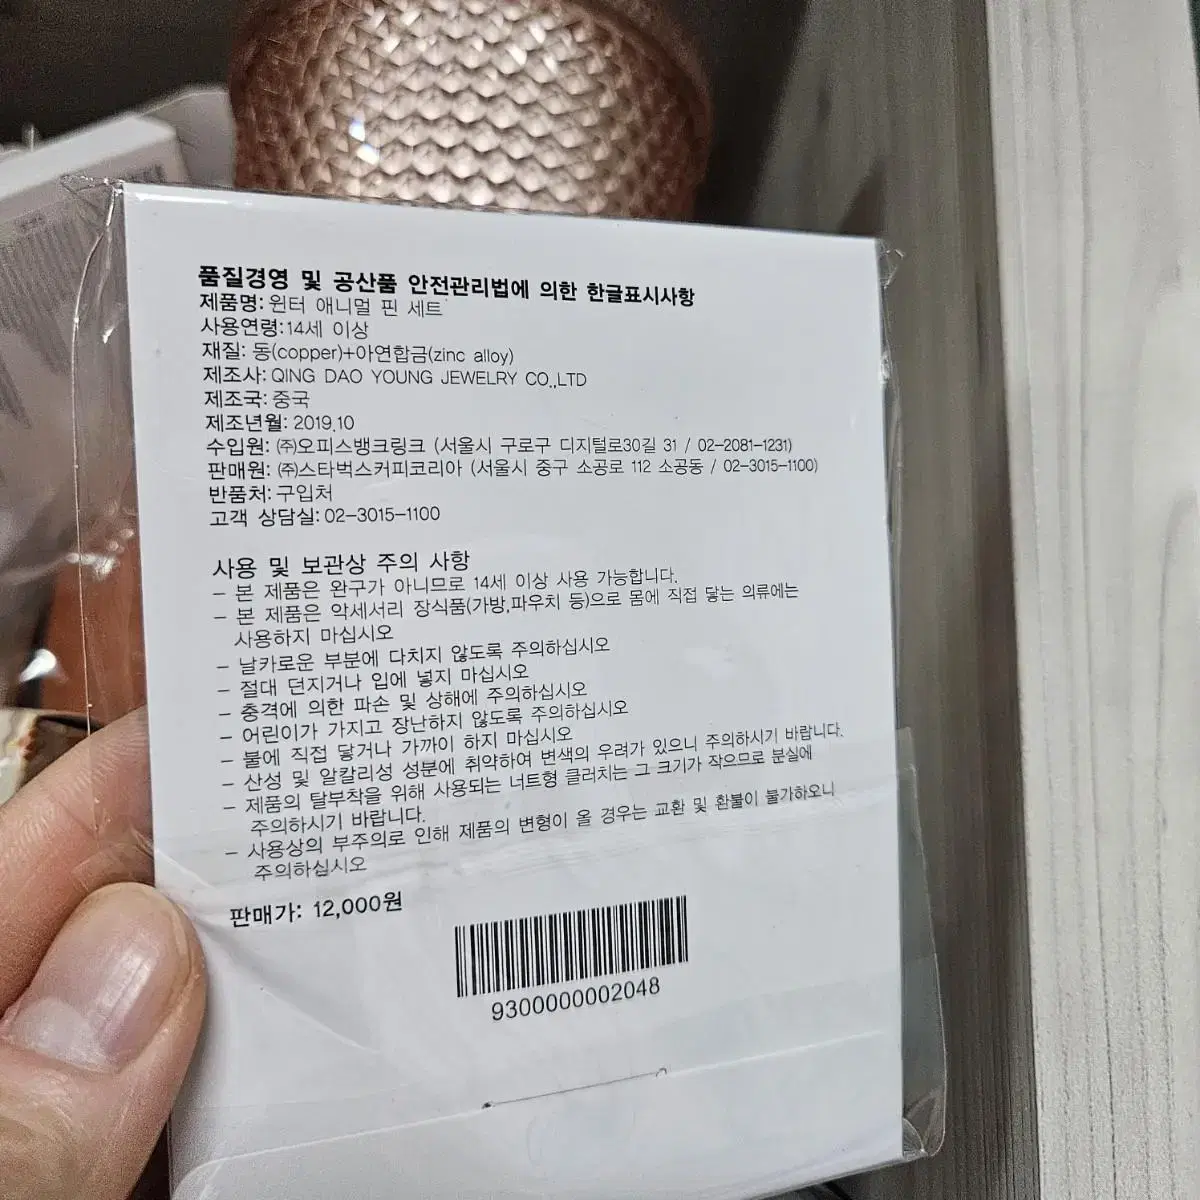 품질경영 및 공산품 안전관리법에 의한 한글표시사항
제품명: 윈터 애니멀 핀 세트
사용연령:14세 이상
재질: 동(copper)+아연합금(zinc alloy)
제조사: QING DAO YOUNG JEWELRY CO.,LTD
제조국: 중국
제조년월: 2019.10
수입원: ㈜오피스뱅크링크 (서울시 구로구 디지털로30길 31 / 02-2081-1231)
판매원: ㈜스타벅스커피코리아 (서울시 중구 소공로 112 소공동 / 02-3015-1100)
반품처: 구입처
고객 상담실: 02-3015-1100
사용 및 보관상 주의 사항
- 본 제품은 완구가 아니므로 14세 이상 사용 가능합니다.
- 본 제품은 악세서리 장식품(가방,파우치 등)으로 몸에 직접 닿는 의류에는
사용하지 마십시오
- 날카로운 부분에 다치지 않도록 주의하십시오
- 절대 던지거나 입에 넣지 마십시오
- 충격에 의한 파손 및 상해에 주의하십시오
- 어린이가 가지고 장난하지 않도록 주의하십시오
- 불에 직접 닿거나 가까이 하지 마십시오
- 산성 및 알칼리성 성분에 취약하여 변색의 우려가 있으니 주의하시기 바랍니다.
- 제품의 탈부착을 위해 사용되는 너트형 클러치는 그 크기가 작으므로 분실에
주의하시기 바랍니다.
- 사용상의 부주의로 인해 제품의 변형이 올 경우는 교환 및 환불이 불가하오니
주의하십시오
판매가: 12,000원
9300000002048